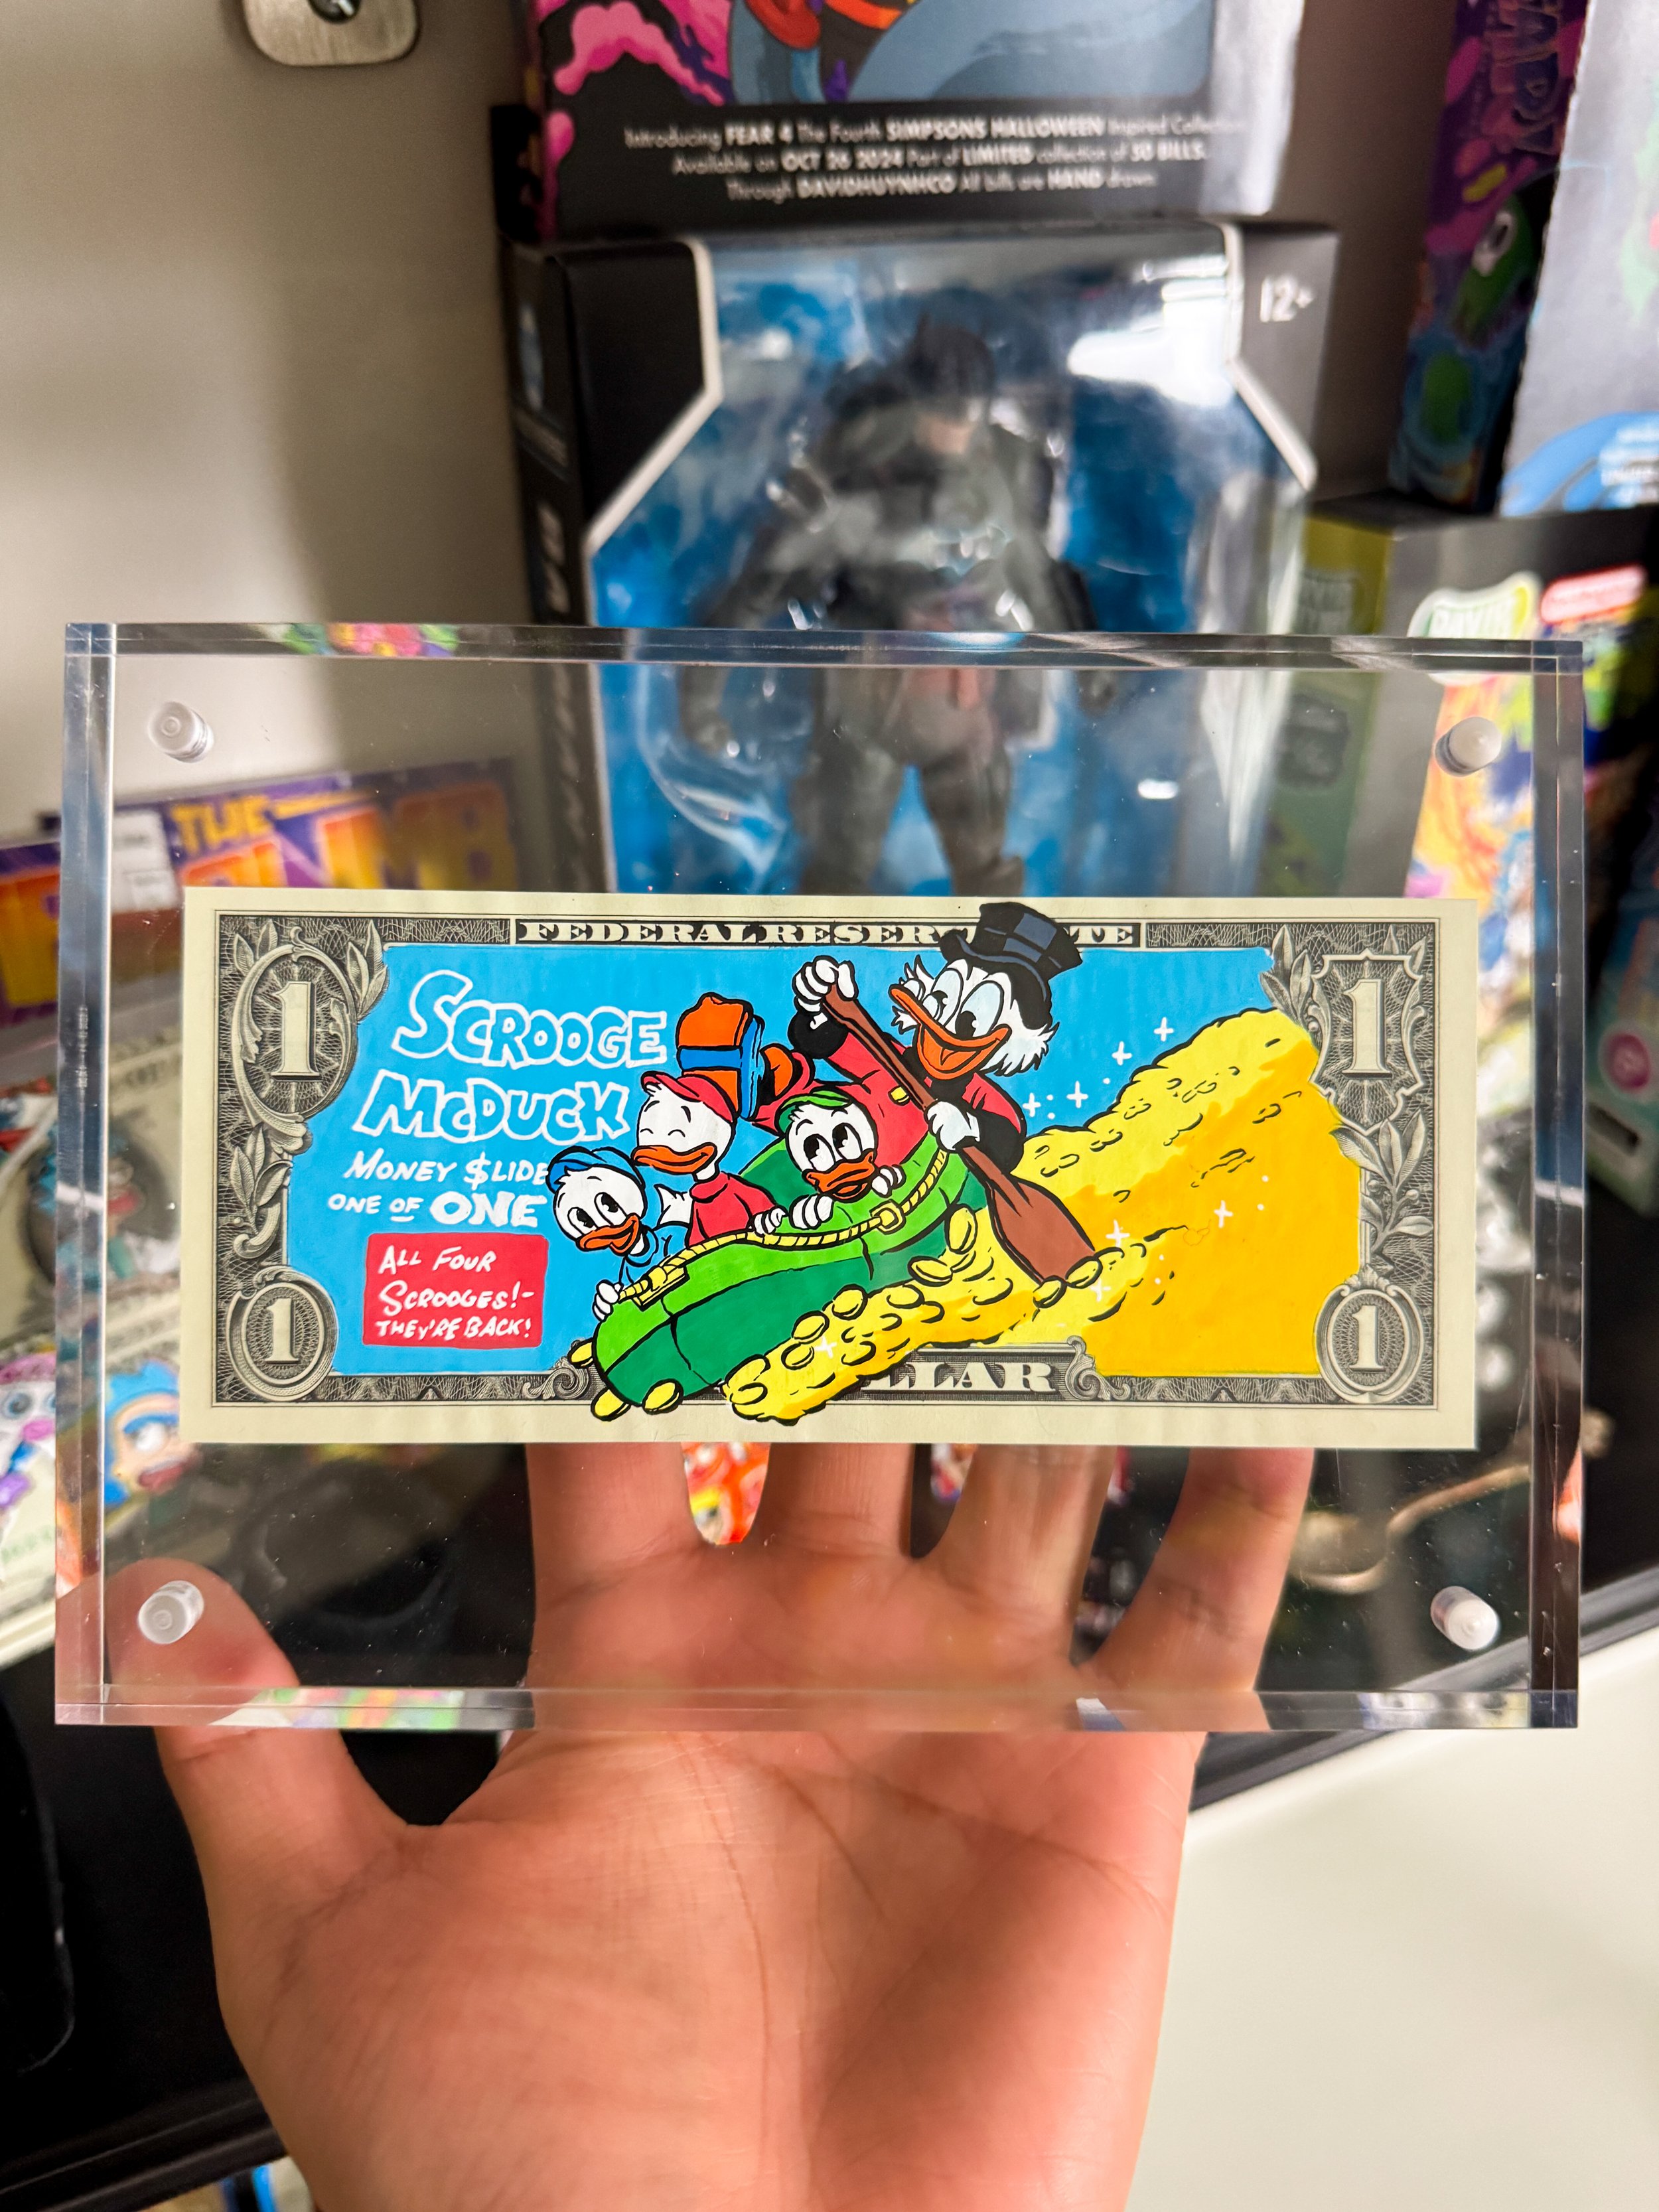 Introducing FEAR 4 The Fourth SIMPSONS HALLOWEEN Inspired
Available on OCT 26 2024 Part of LIMITED collection of 50 BILLS.
Through DAVIDHUYNHCO All bills are HAND drawn
12+
THE
FEDERAL RESER TE
1
1
SCROOGE
MCDUCK
MONEY $LIDE
ONE OF ONE
ALL FOUR
SCROOGES!-
THEY'RE BACK!
1
LLAR
1